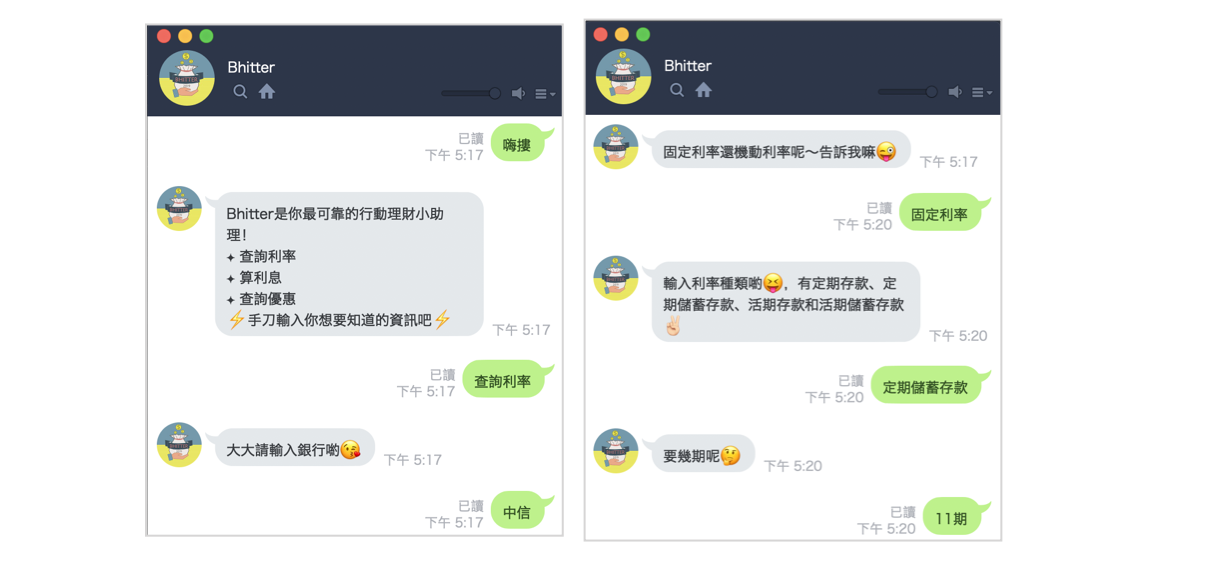 Bhitter
已讀
下午 5:17
嗨摟
Bhitter是你最可靠的行動理財小助
理！
✦ 查詢利率
✦ 算利息
✦ 查詢優惠
⚡手刀輸入你想要知道的資訊吧⚡
下午 5:17
已讀
下午 5:17
查詢利率
大大請輸入銀行喲😘
下午 5:17
已讀
下午 5:17
中信
Bhitter
固定利率還機動利率呢～告訴我嘛😜
下午 5:17
已讀
下午 5:20
固定利率
輸入利率種類喲😝，有定期存款、定
期儲蓄存款、活期存款和活期儲蓄存款
✌🏻
下午 5:20
已讀
下午 5:20
定期儲蓄存款
要幾期呢🤔
下午 5:20
已讀
下午 5:20
11期